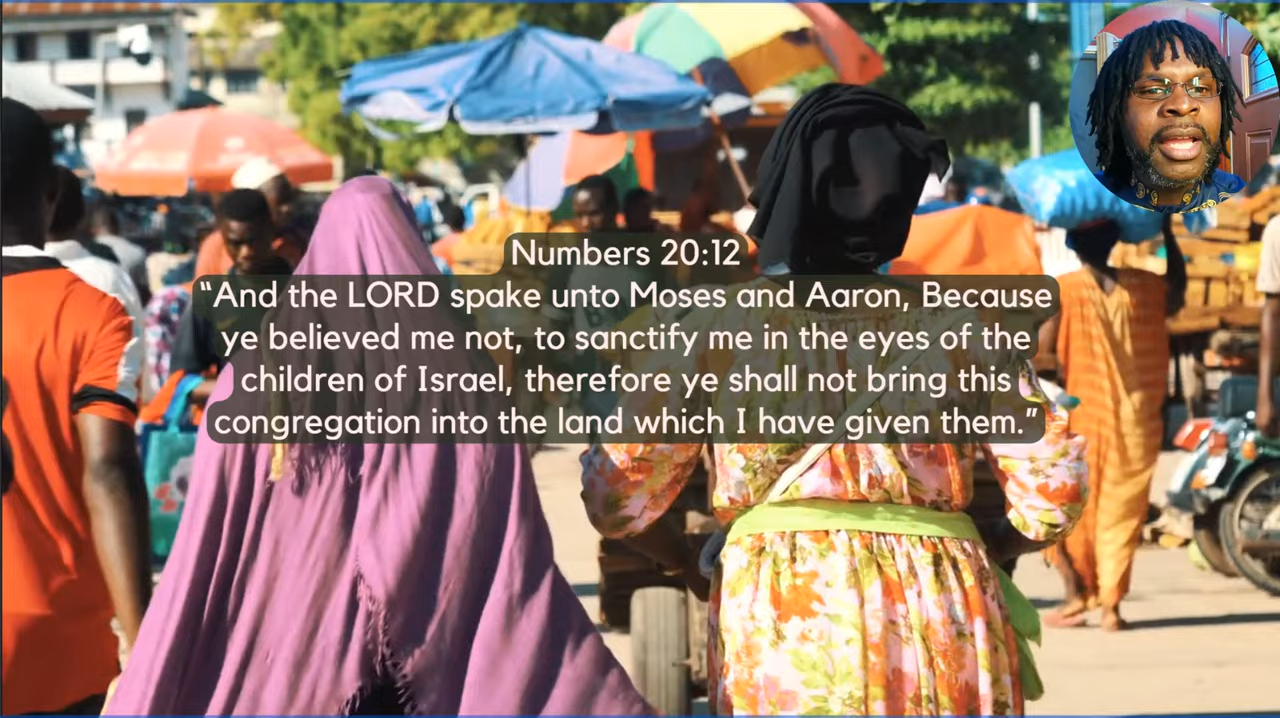 Numbers 20:12
“And the LORD spake unto Moses and Aaron, Because
ye believed me not, to sanctify me in the eyes of the
children of Israel, therefore ye shall not bring this
congregation into the land which I have given them.”